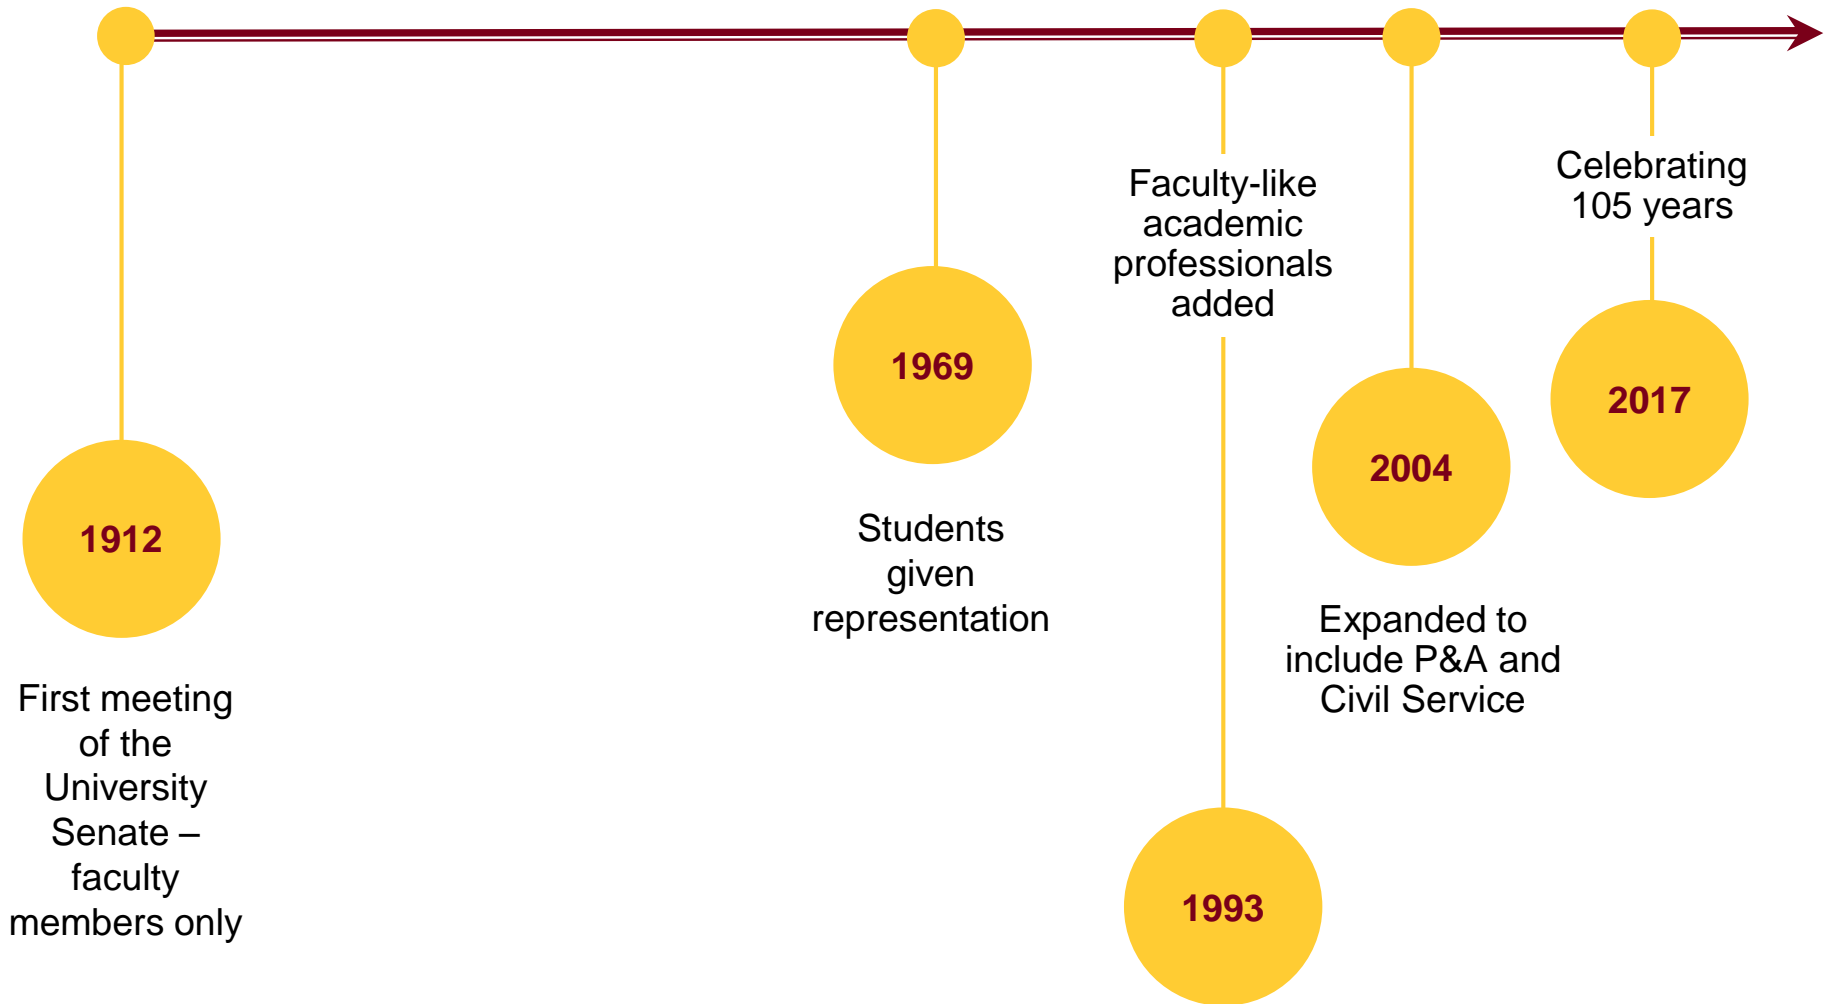 1912
First meeting
of the
University
Senate –
faculty
members only
1969
Students
given
representation
Faculty-like
academic
professionals
added
1993
2004
Expanded to
include P&A and
Civil Service
Celebrating
105 years
2017